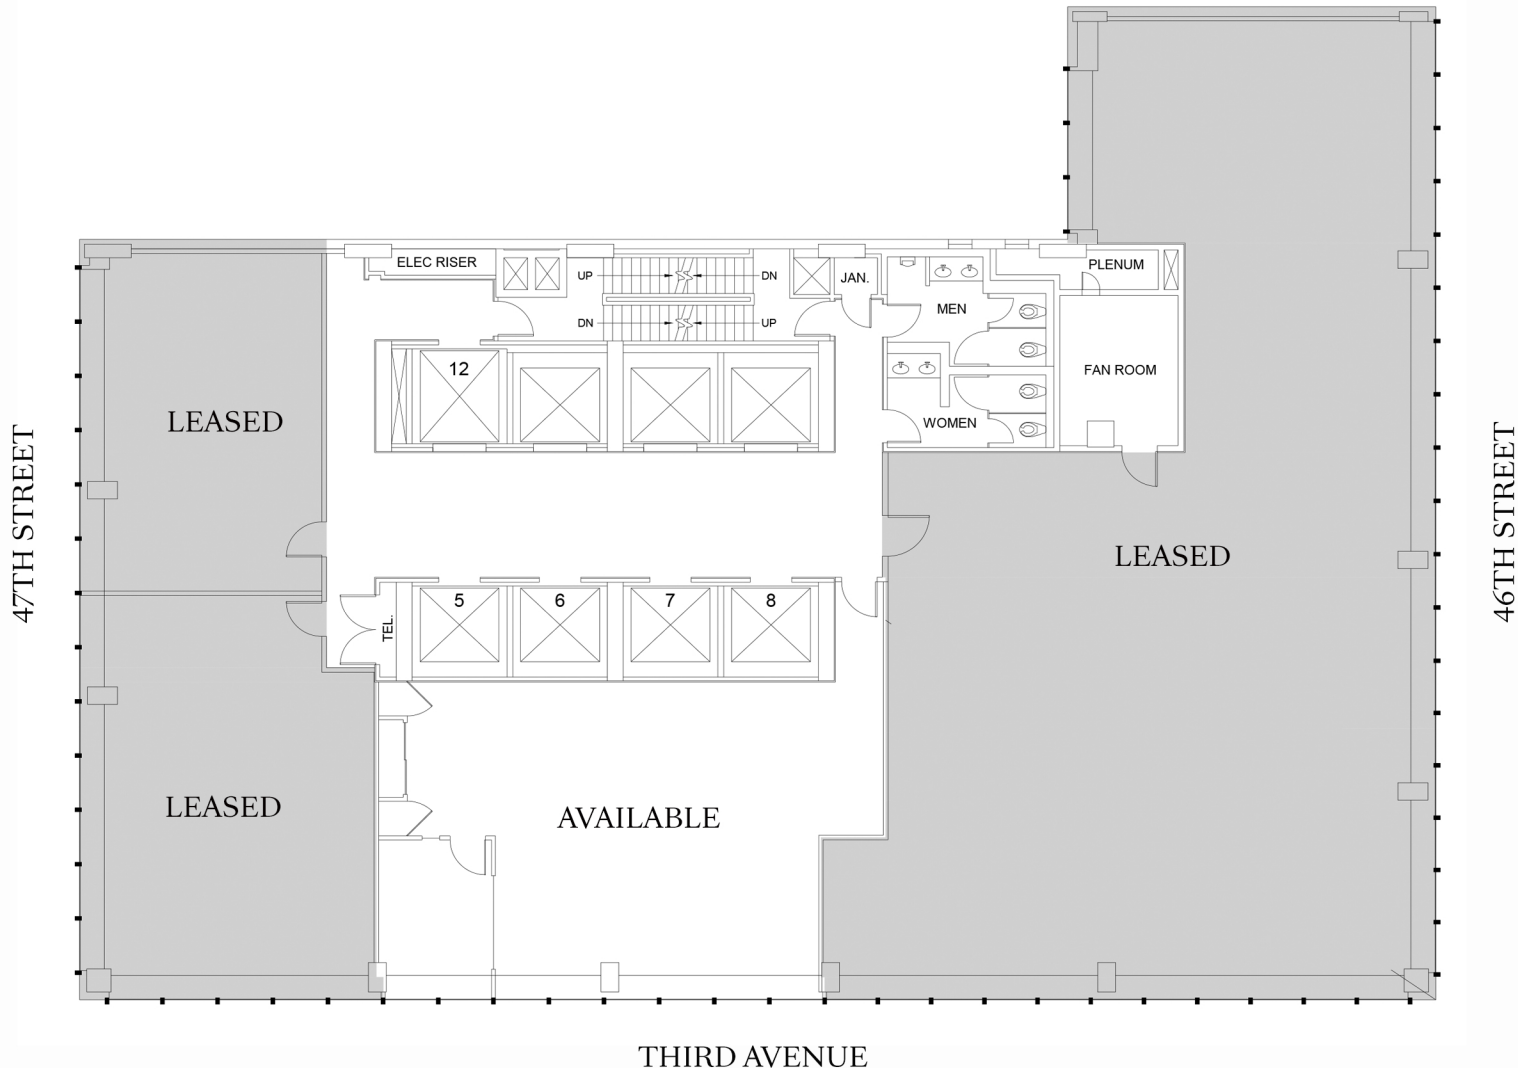 ELEC RISER
PLENUM
UP
DN
JAN.
MEN
DN
UP
12
FAN ROOM
LEASED
WOMEN
47TH STREET
46TH STREET
LEASED
5
6
7
8
TEL.
LEASED
AVAILABLE
THIRD AVENUE